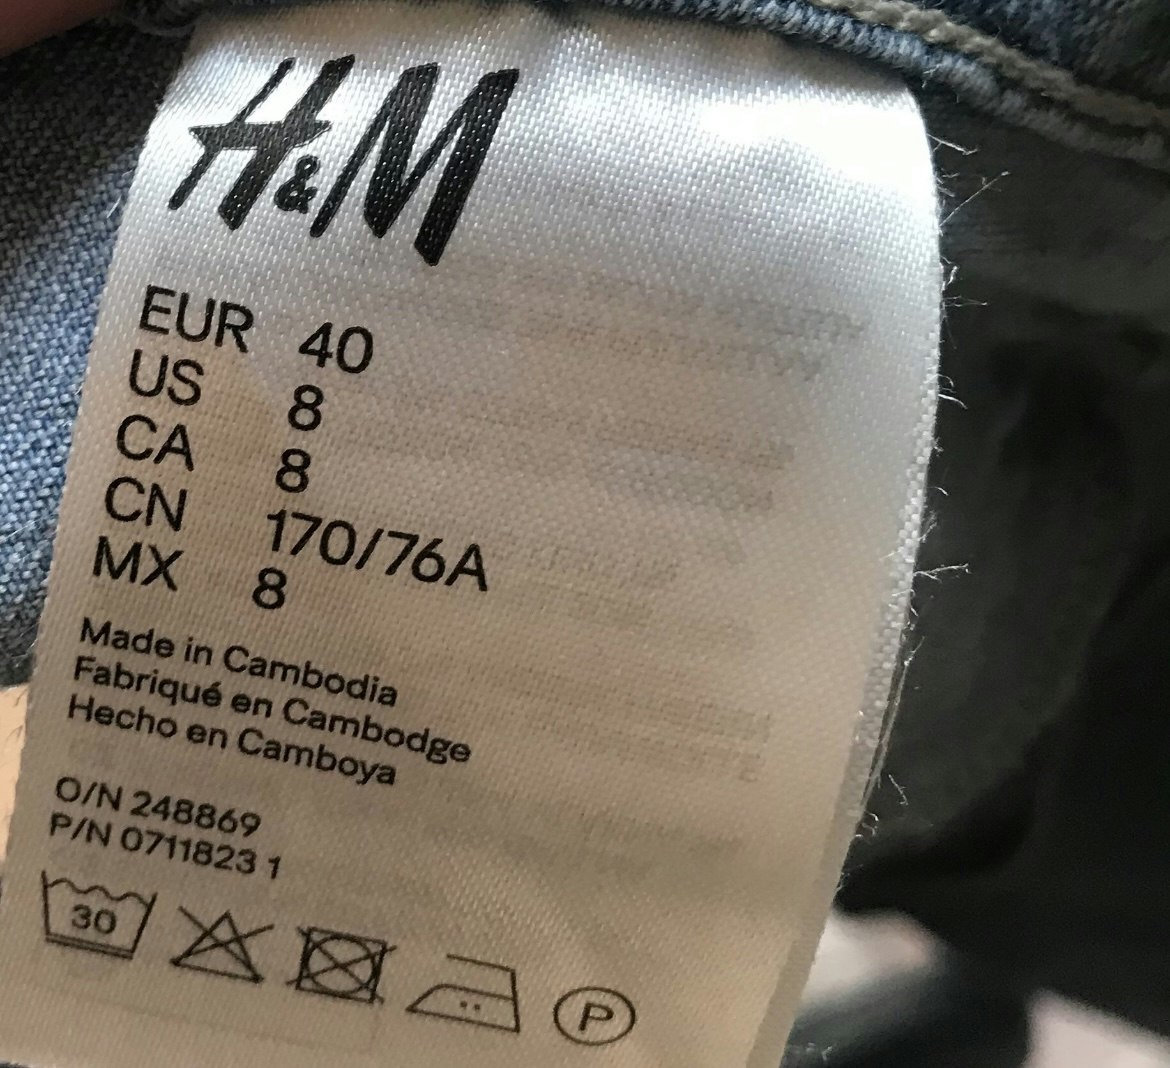 H&M
EUR 40
US 8
CA 8
CN 170/76A
MX 8
Made in Cambodia
Fabriqué en Cambodge
Hecho en Camboya
O/N 248869
P/N 0711823 1
30
P